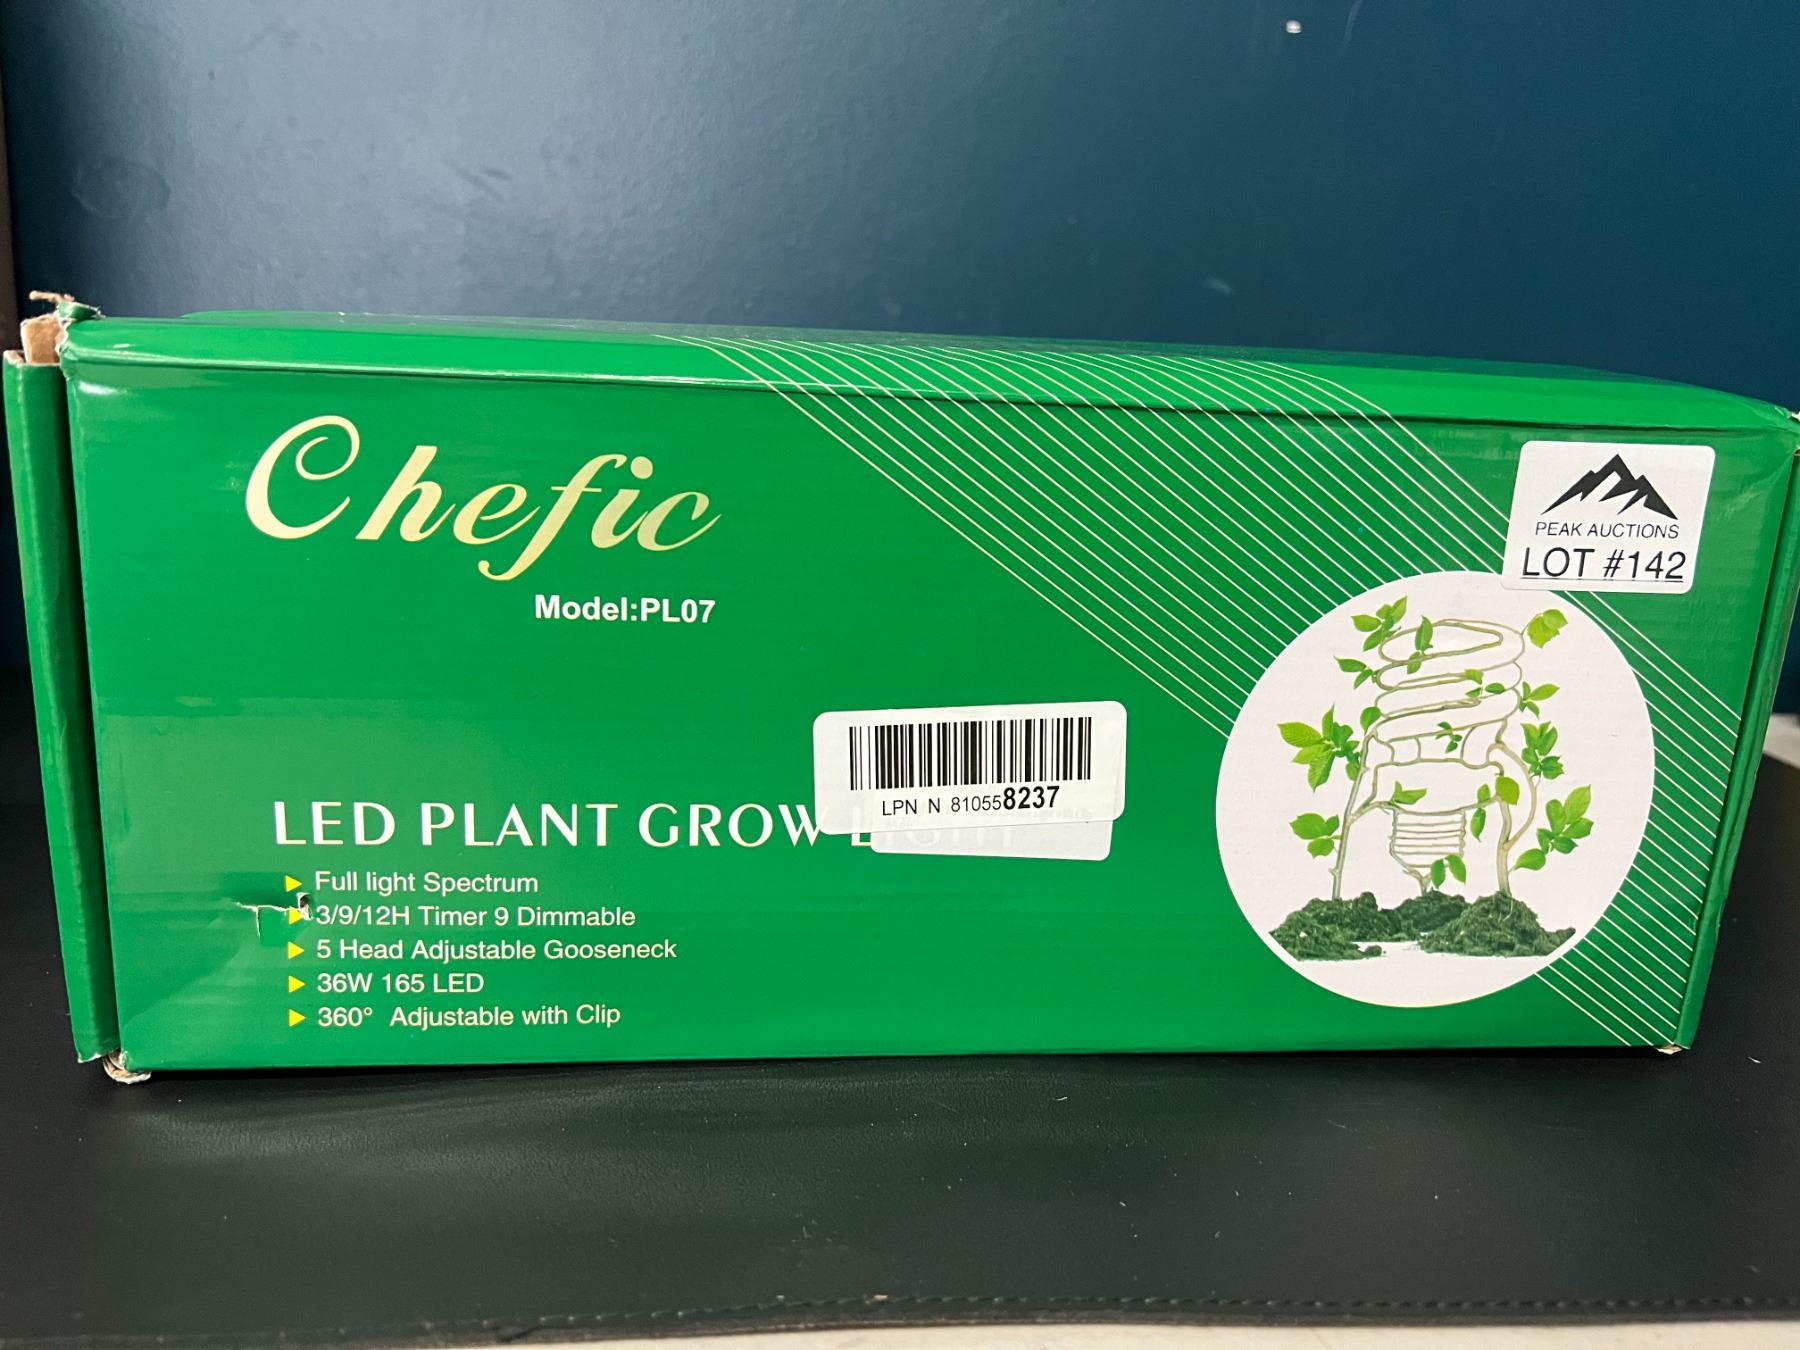 Chefic
Model:PL07
PEAK AUCTIONS
LOT #142
LPN N 8105558237
LED PLANT GROW
Full light Spectrum
3/9/12H Timer 9 Dimmable
5 Head Adjustable Gooseneck
36W 165 LED
360° Adjustable with Clip